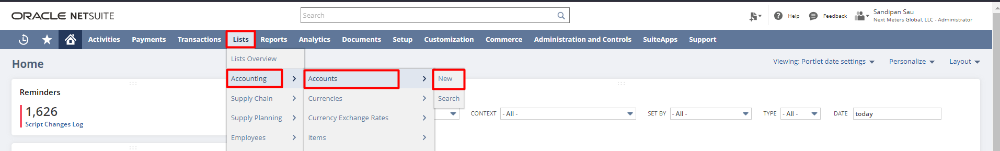 ORACLE NETSUITE
Search
Help
Feedback
Sandipan Sau
Next Meters Global, LLC - Administrator
Activities
Payments
Transactions
Lists
Reports
Analytics
Documents
Setup
Customization
Commerce
Administration and Controls
SuiteApps
Support
Home
Viewing: Portlet date settings
Personalize
Layout
Lists Overview
Accounting
Supply Chain
Supply Planning
Employees
Accounts
Currencies
Currency Exchange Rates
Items
New
Search
Reminders
1,626
Script Changes Log
CONTEXT
- All -
SET BY
- All -
TYPE
- All -
DATE
today